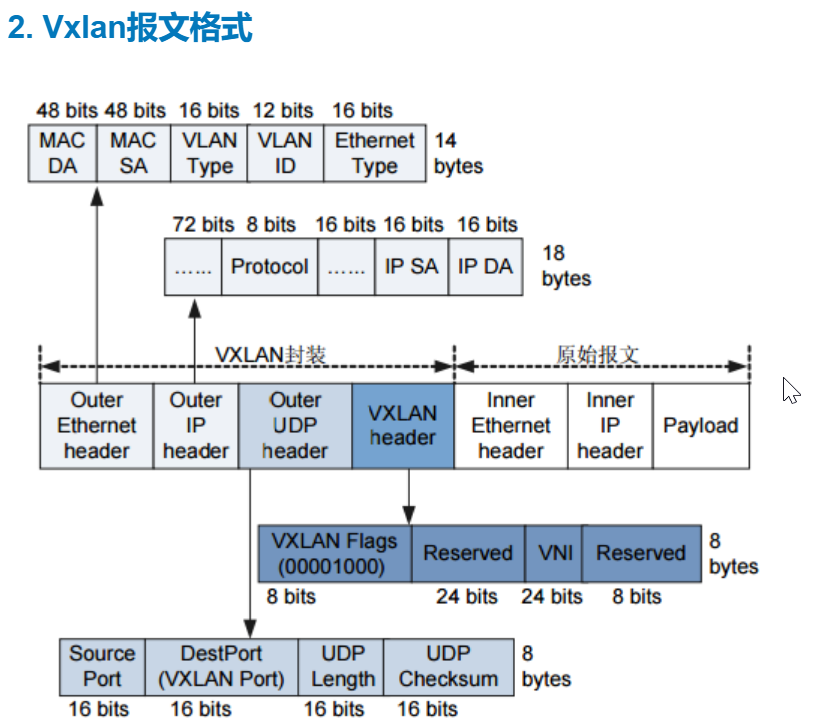 2. Vxlan报文格式
48 bits 48 bits 16 bits 12 bits 16 bits
MAC DA
MAC SA
VLAN Type
VLAN ID
Ethernet Type
14 bytes
72 bits 8 bits 16 bits 16 bits 16 bits
……
Protocol
……
IP SA
IP DA
18 bytes
VXLAN封装
原始报文
Outer Ethernet header
Outer IP header
Outer UDP header
VXLAN header
Inner Ethernet header
Inner IP header
Payload
VXLAN Flags (00001000)
Reserved
VNI
Reserved
8 bytes
8 bits 24 bits 24 bits 8 bits
Source Port
DestPort (VXLAN Port)
UDP Length
UDP Checksum
8 bytes
16 bits 16 bits 16 bits 16 bits